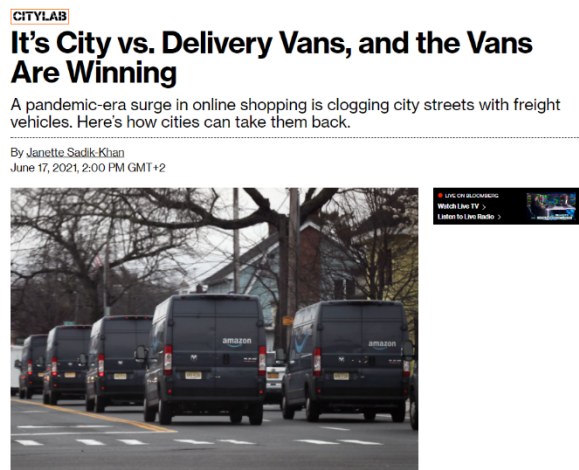 CITYLAB
It's City vs. Delivery Vans, and the Vans
Are Winning
A pandemic-era surge in online shopping is clogging city streets with freight
vehicles. Here's how cities can take them back.
By Janette Sadik-Khan
June 17, 2021, 2:00 PM GMT+2
LIVE ON BLOOMBERG
Watch Live TV >
Listen to Live Radio >
amazon
amazon